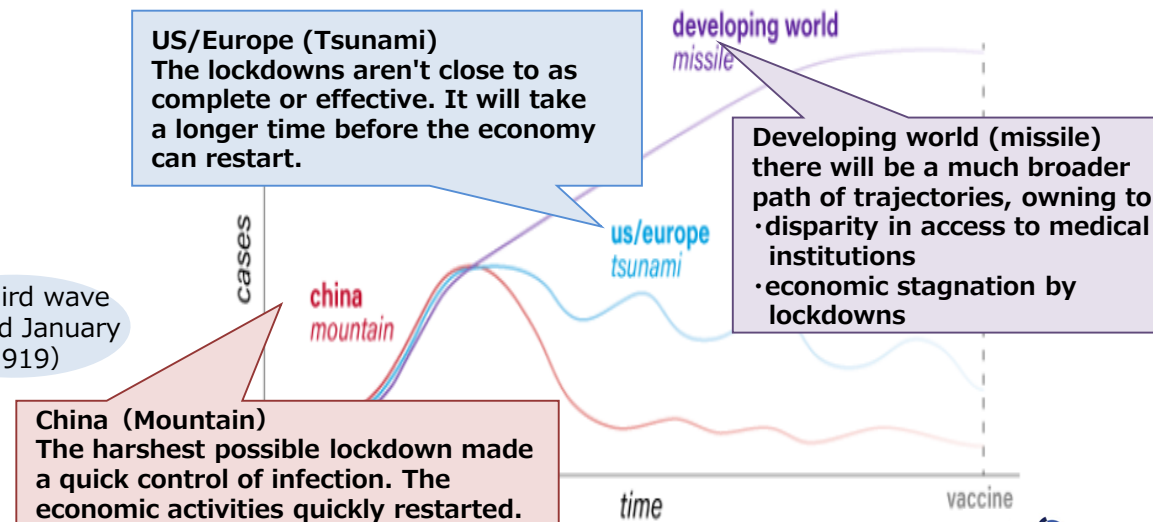 developing world
missile
US/Europe (Tsunami)
The lockdowns aren't close to as
complete or effective. It will take
a longer time before the economy
can restart.
Developing world (missile)
there will be a much broader
path of trajectories, owning to
・disparity in access to medical
institutions
・economic stagnation by
lockdowns
cases
us/europe
tsunami
china
mountain
ird wave
d January
919)
China (Mountain)
The harshest possible lockdown made
a quick control of infection. The
economic activities quickly restarted.
time
vaccine